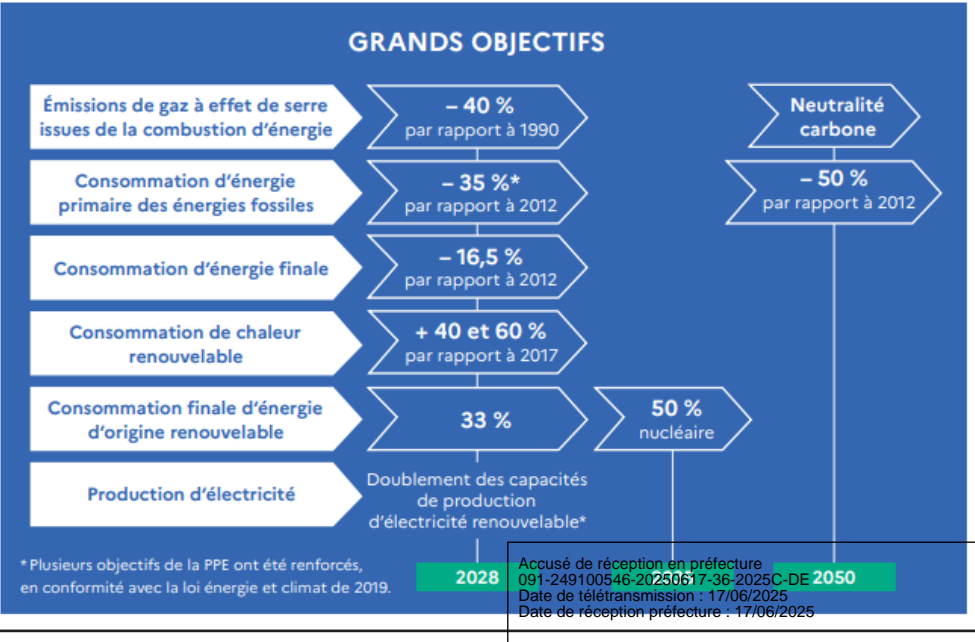 GRANDS OBJECTIFS
Émissions de gaz à effet de serre
issues de la combustion d'énergie
– 40 %
par rapport à 1990
Neutralité
carbone
Consommation d'énergie
primaire des énergies fossiles
– 35 %*
par rapport à 2012
– 50 %
par rapport à 2012
Consommation d'énergie finale
– 16,5 %
par rapport à 2012
Consommation de chaleur
renouvelable
+ 40 et 60 %
par rapport à 2017
Consommation finale d'énergie
d'origine renouvelable
33 %
50 %
nucléaire
Production d'électricité
Doublement des capacités
de production
d'électricité renouvelable*
* Plusieurs objectifs de la PPE ont été renforcés,
en conformité avec la loi énergie et climat de 2019.
2028
2050
Accusé de réception en préfecture
091-249100546-20250617-36-2025C-DE
Date de télétransmission : 17/06/2025
Date de réception préfecture : 17/06/2025